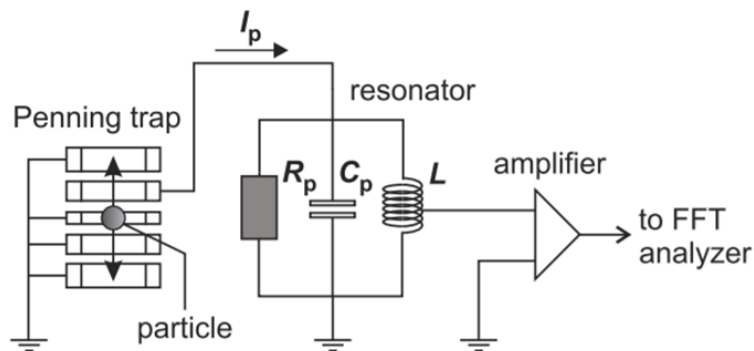 Ip
resonator
Penning trap
amplifier
Rp
Cp
L
to FFT
analyzer
particle